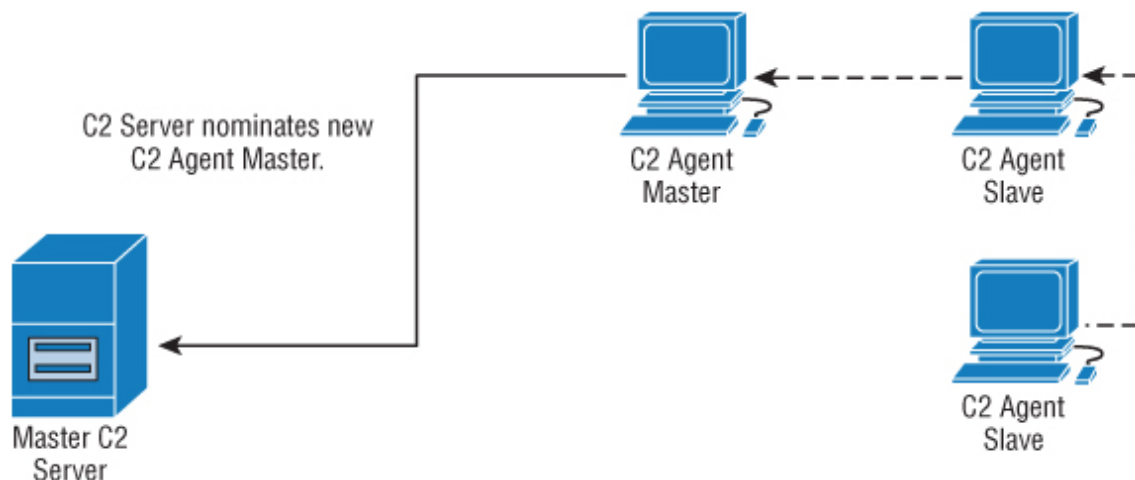 C2 Server nominates new
C2 Agent Master.
C2 Agent
Master
C2 Agent
Slave
C2 Agent
Slave
Master C2
Server